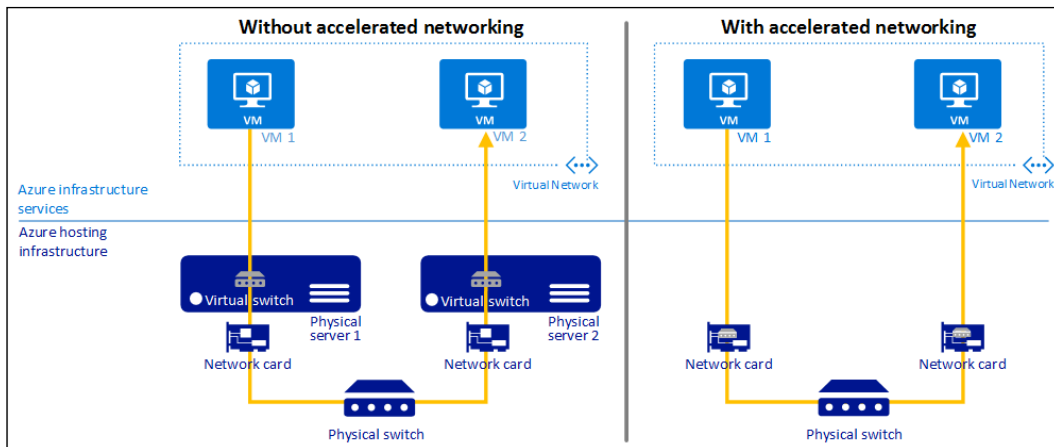 Without accelerated networking
With accelerated networking
VM
VM 1
VM
VM 2
Virtual Network
VM
VM 1
VM
VM 2
Virtual Network
Azure infrastructure
services
Azure hosting
infrastructure
Virtual switch
Physical
server 1
Virtual switch
Physical
server 2
Network card
Network card
Physical switch
Network card
Network card
Physical switch